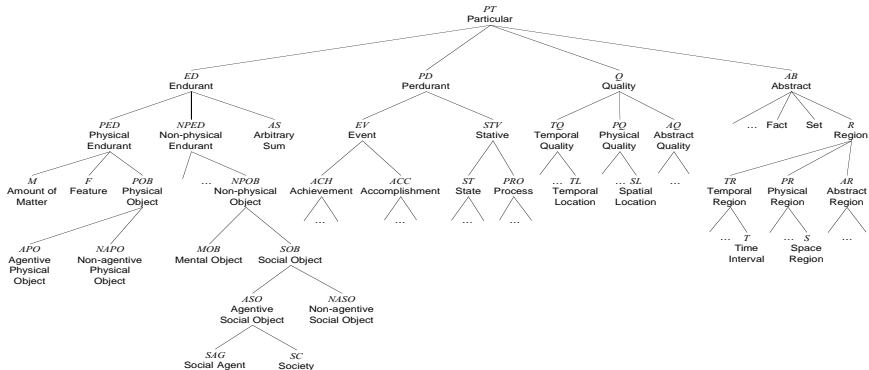 PT
Particular
ED PD Q AB
Endurant Perdurant Quality Abstract
PED NPED AS EV STV TQ PQ AQ … Fact Set R
Physical Non-physical Arbitrary Event Stative Temporal Physical Abstract Region
Endurant Endurant Sum Quality Quality Quality
M F POB … NPOB ACH ACC ST PRO … TL … SL … TR PR AR
Amount of Feature Physical Non-physical Achievement Accomplishment State Process Temporal Spatial Temporal Physical Abstract
Matter Object Object Location Location Region Region Region
… … … …
APO NAPO MOB SOB … T … S …
Agentive Non-agentive Mental Object Social Object Time Space
Physical Physical Interval Region
Object Object
ASO NASO
Agentive Non-agentive
Social Object Social Object
SAG SC
Social Agent Society